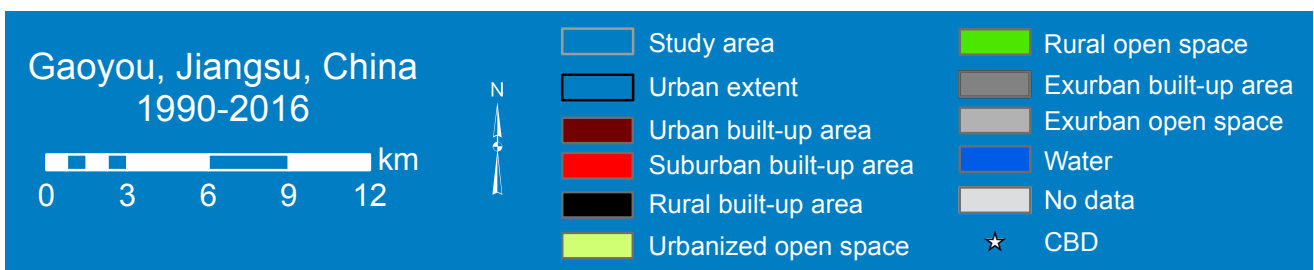 Gaoyou, Jiangsu, China
1990-2016
km
0 3 6 9 12
N
Study area
Urban extent
Urban built-up area
Suburban built-up area
Rural built-up area
Urbanized open space
Rural open space
Exurban built-up area
Exurban open space
Water
No data
CBD